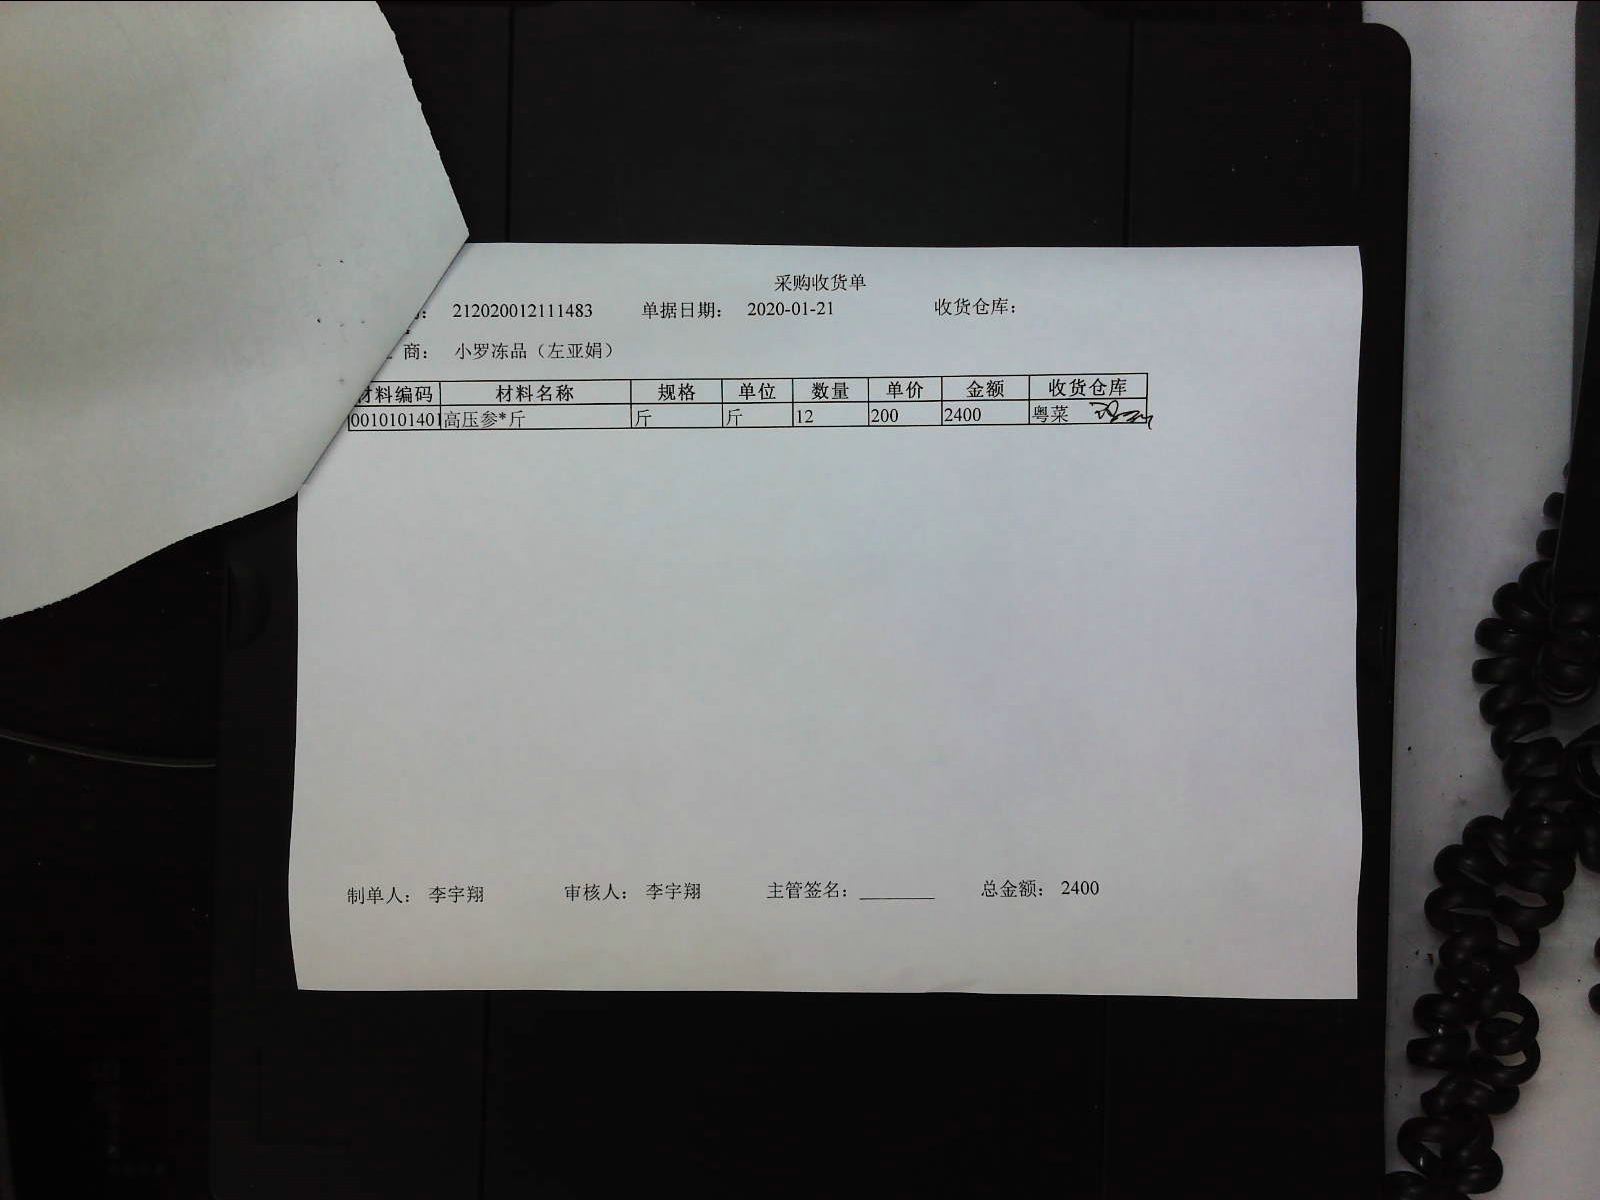 采购收货单
: 212020012111483 单据日期: 2020-01-21 收货仓库:
商: 小罗冻品（左亚娟）
材料编码 材料名称 规格 单位 数量 单价 金额 收货仓库
0010101401 高压参*斤 斤 斤 12 200 2400 粤菜
制单人: 李宇翔 审核人: 李宇翔 主管签名: ________ 总金额: 2400